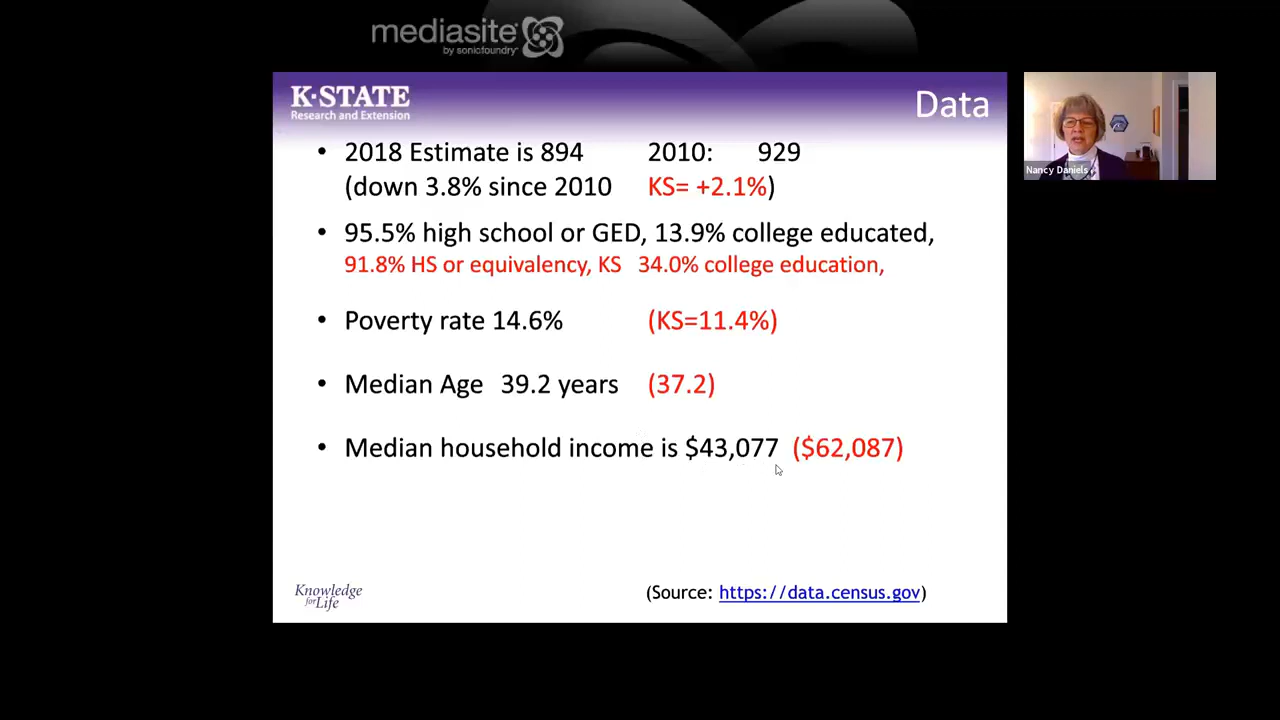 mediasite
by sonicfoundry
K-STATE
Research and Extension
Data
Nancy Daniels
• 2018 Estimate is 894 2010: 929
(down 3.8% since 2010 KS= +2.1%)
• 95.5% high school or GED, 13.9% college educated,
91.8% HS or equivalency, KS 34.0% college education,
• Poverty rate 14.6% (KS=11.4%)
• Median Age 39.2 years (37.2)
• Median household income is $43,077 ($62,087)
Knowledge
for Life
(Source: https://data.census.gov)